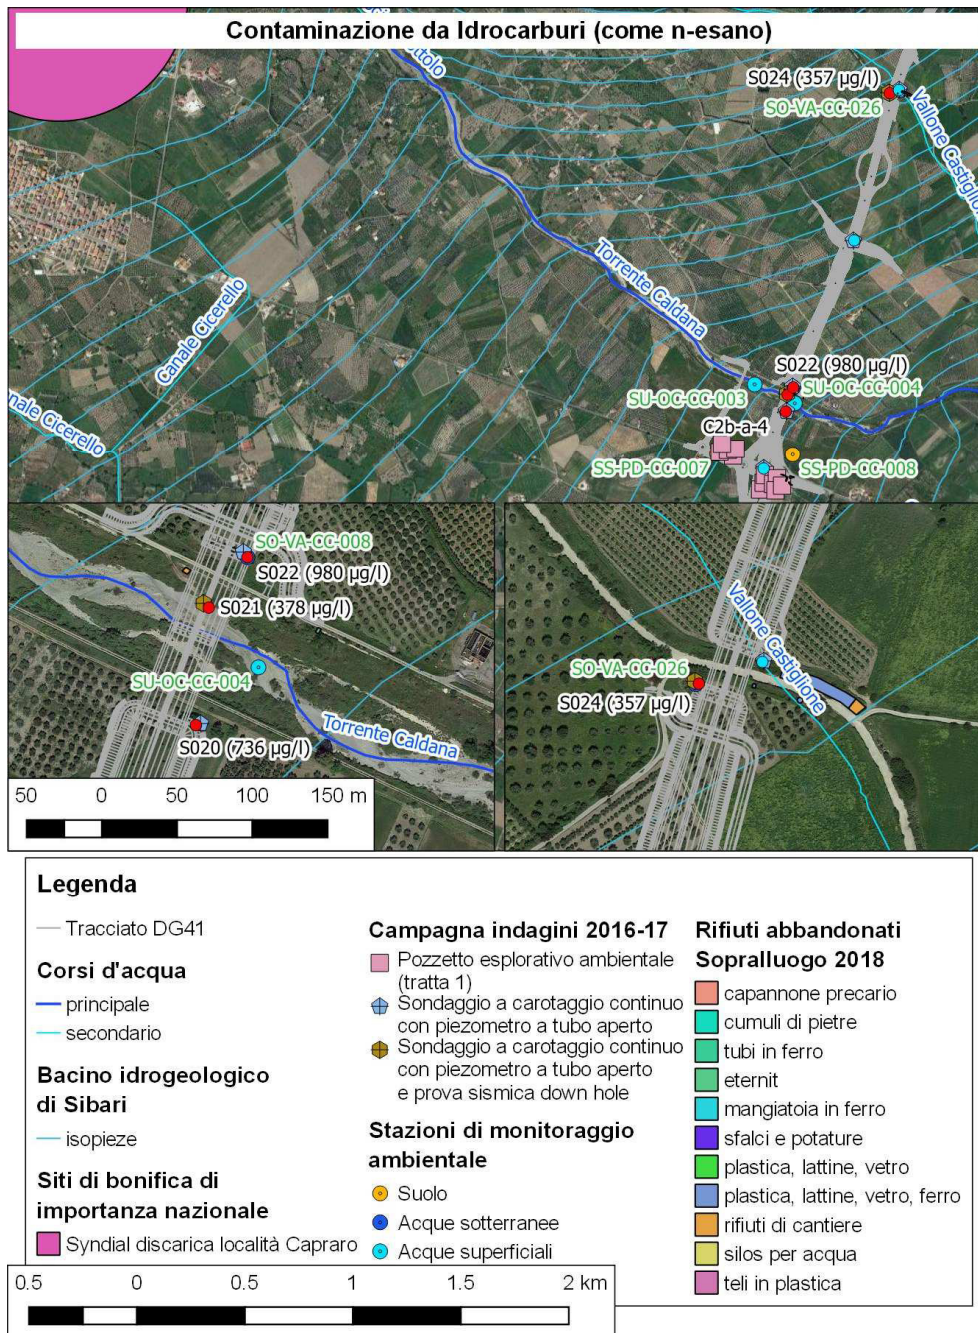 Contaminazione da Idrocarburi (come n-esano)
S024 (357 µg/l)
SO-VA-CC-026
Vallone Castiglione
Torrente Caldana
Canale Cicerello
Canale Cicerello
S022 (980 µg/l)
SU-OC-CC-004
SU-OC-CC-003
C2b-a-4
SS-PD-CC-007
SS-PD-CC-008
SO-VA-CC-008
S022 (980 µg/l)
S021 (378 µg/l)
SU-OC-CC-004
S020 (736 µg/l)
Torrente Caldana
50 0 50 100 150 m
Vallone Castiglione
SO-VA-CC-026
S024 (357 µg/l)
Legenda
Tracciato DG41
Corsi d'acqua
principale
secondario
Bacino idrogeologico
di Sibari
isopieze
Siti di bonifica di
importanza nazionale
Syndial discarica località Capraro
Campagna indagini 2016-17
Pozzetto esplorativo ambientale
(tratta 1)
Sondaggio a carotaggio continuo
con piezometro a tubo aperto
Sondaggio a carotaggio continuo
con piezometro a tubo aperto
e prova sismica down hole
Stazioni di monitoraggio
ambientale
Suolo
Acque sotterranee
Acque superficiali
Rifiuti abbandonati
Sopralluogo 2018
capannone precario
cumuli di pietre
tubi in ferro
eternit
mangiatoia in ferro
sfalci e potature
plastica, lattine, vetro
plastica, lattine, vetro, ferro
rifiuti di cantiere
silos per acqua
teli in plastica
0.5 0 0.5 1 1.5 2 km